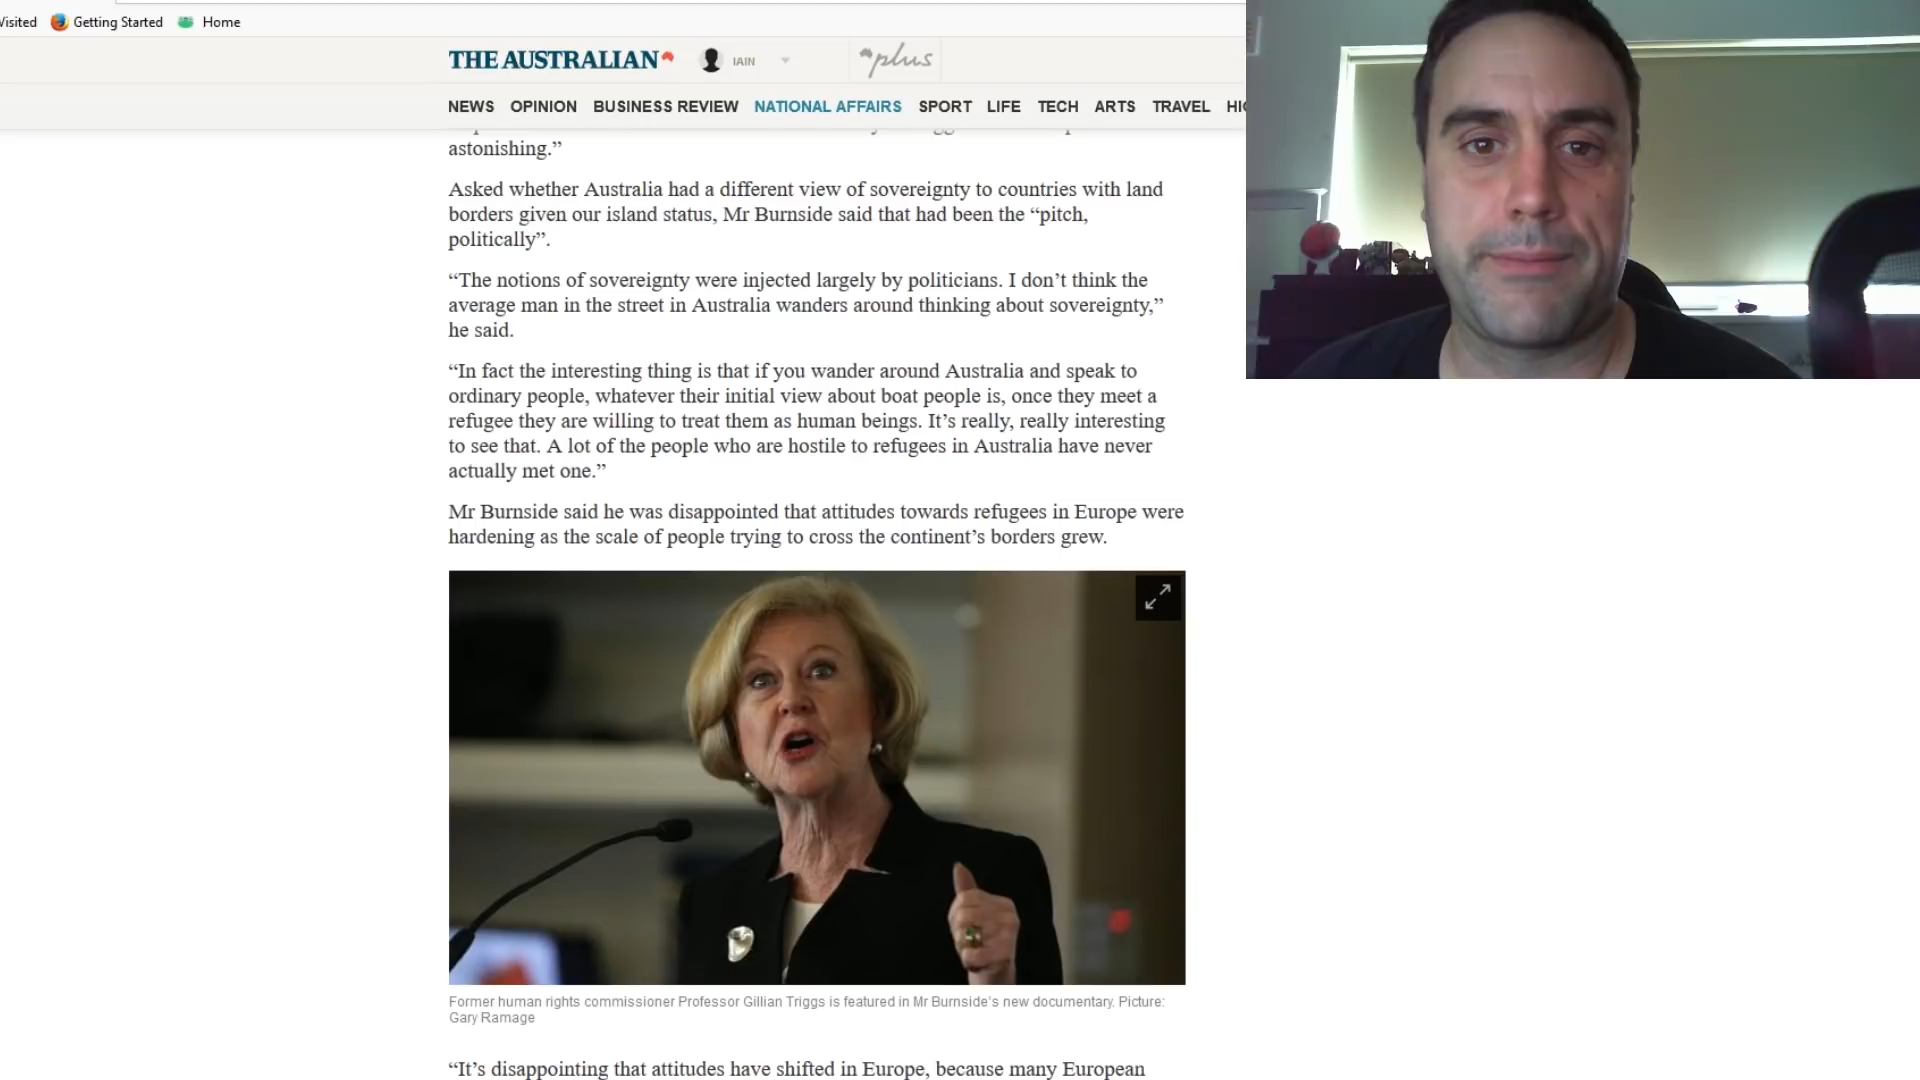 Visited Getting Started Home
THE AUSTRALIAN IAIN plus
NEWS OPINION BUSINESS REVIEW NATIONAL AFFAIRS SPORT LIFE TECH ARTS TRAVEL
astonishing.”
Asked whether Australia had a different view of sovereignty to countries with land
borders given our island status, Mr Burnside said that had been the “pitch,
politically”.
“The notions of sovereignty were injected largely by politicians. I don’t think the
average man in the street in Australia wanders around thinking about sovereignty,”
he said.
“In fact the interesting thing is that if you wander around Australia and speak to
ordinary people, whatever their initial view about boat people is, once they meet a
refugee they are willing to treat them as human beings. It’s really, really interesting
to see that. A lot of the people who are hostile to refugees in Australia have never
actually met one.”
Mr Burnside said he was disappointed that attitudes towards refugees in Europe were
hardening as the scale of people trying to cross the continent’s borders grew.
Former human rights commissioner Professor Gillian Triggs is featured in Mr Burnside’s new documentary. Picture:
Gary Ramage
“It’s disappointing that attitudes have shifted in Europe, because many European